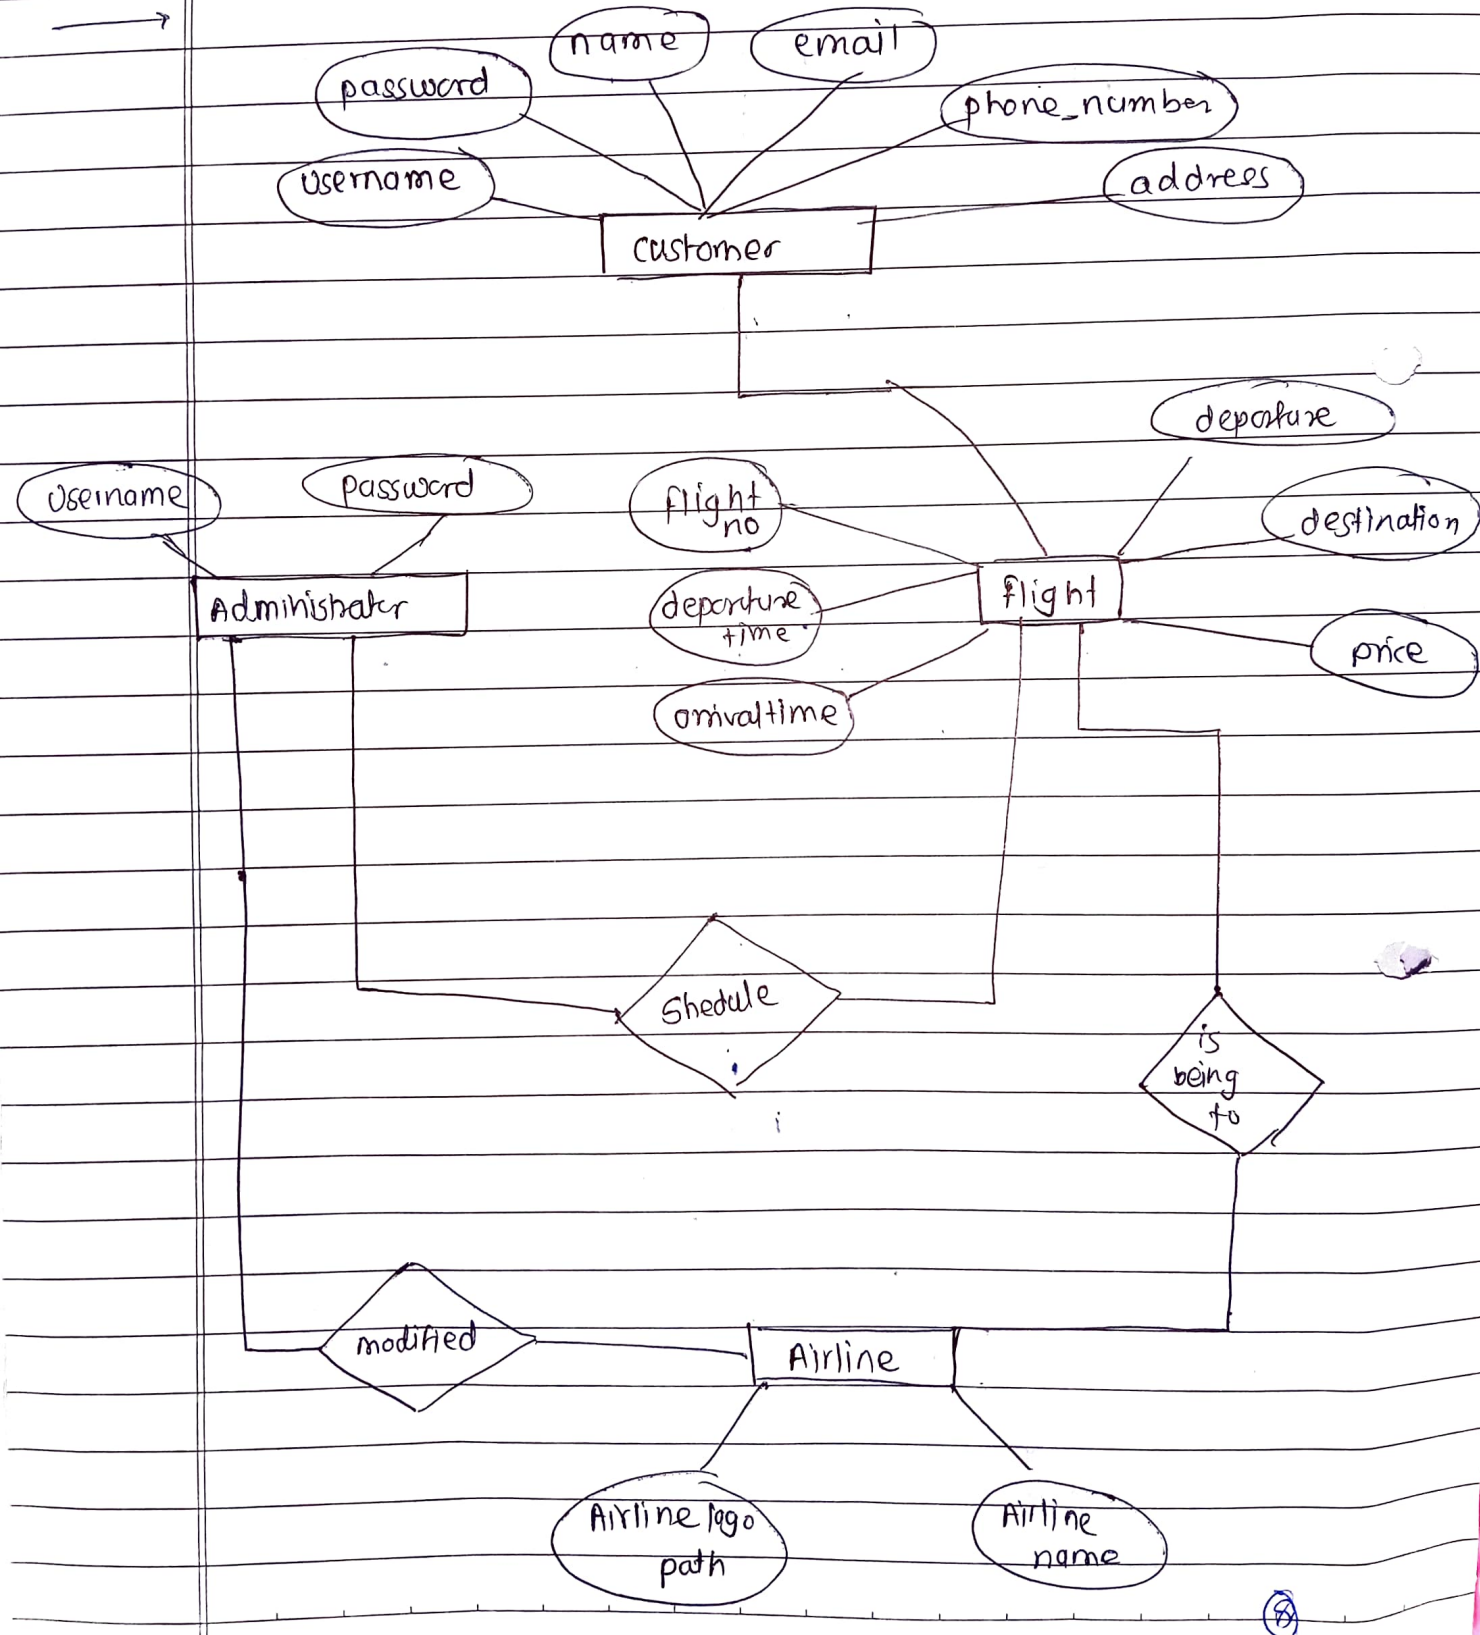 name
email
password
phone_number
username
address
customer
departure
username
password
flight
no
destination
Administrator
departure
time
flight
price
arrivaltime
Shedule
is
being
to
modified
Airline
Airline logo
path
Airline
name
8